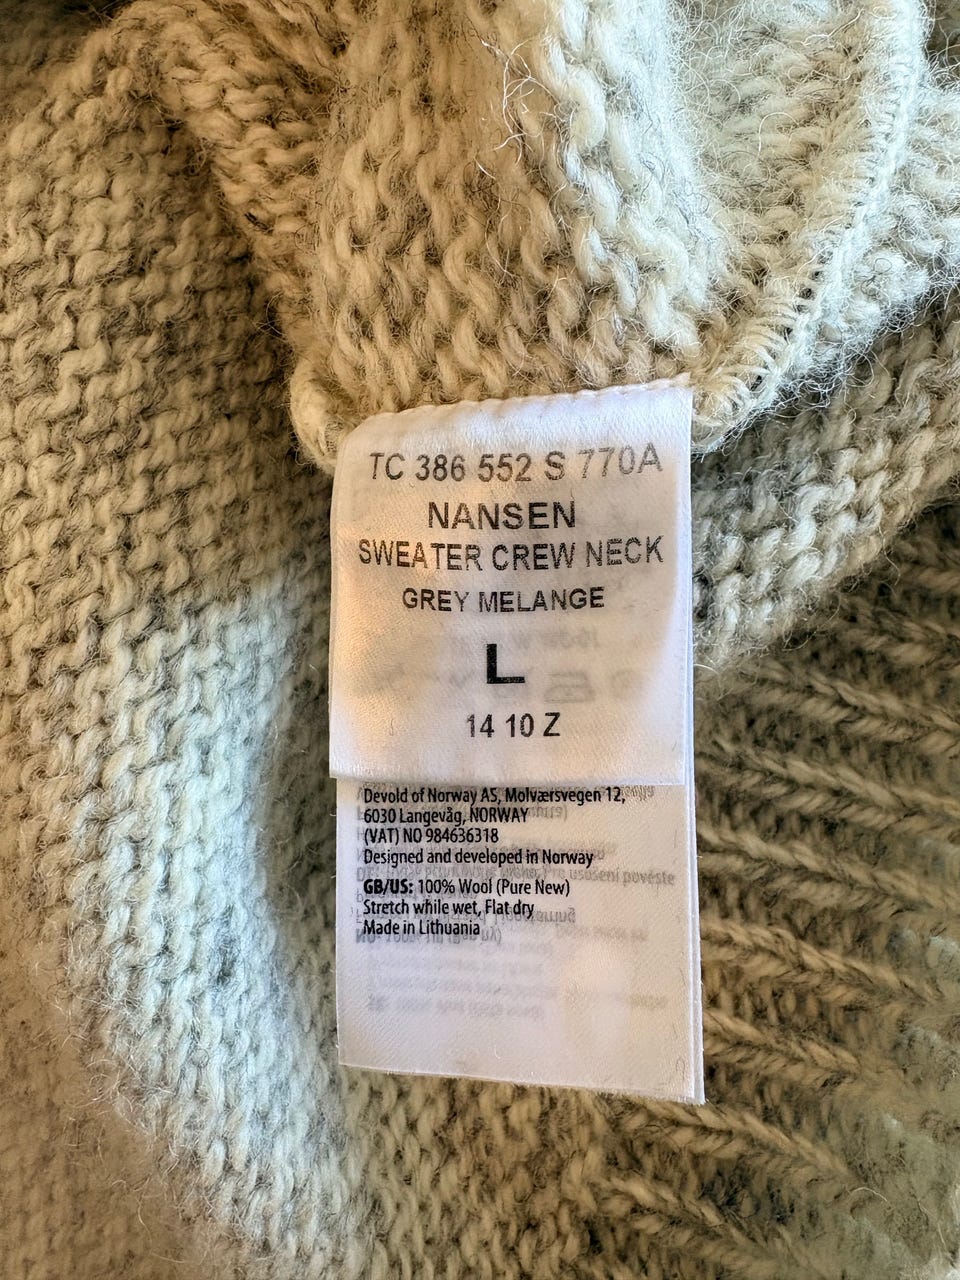 TC 386 552 S 770A
NANSEN
SWEATER CREW NECK
GREY MELANGE
L
14 10 Z
Devold of Norway AS, Molværsvegen 12,
6030 Langevåg, NORWAY
(VAT) NO 984636318
Designed and developed in Norway
GB/US: 100% Wool (Pure New)
Stretch while wet, Flat dry
Made in Lithuania